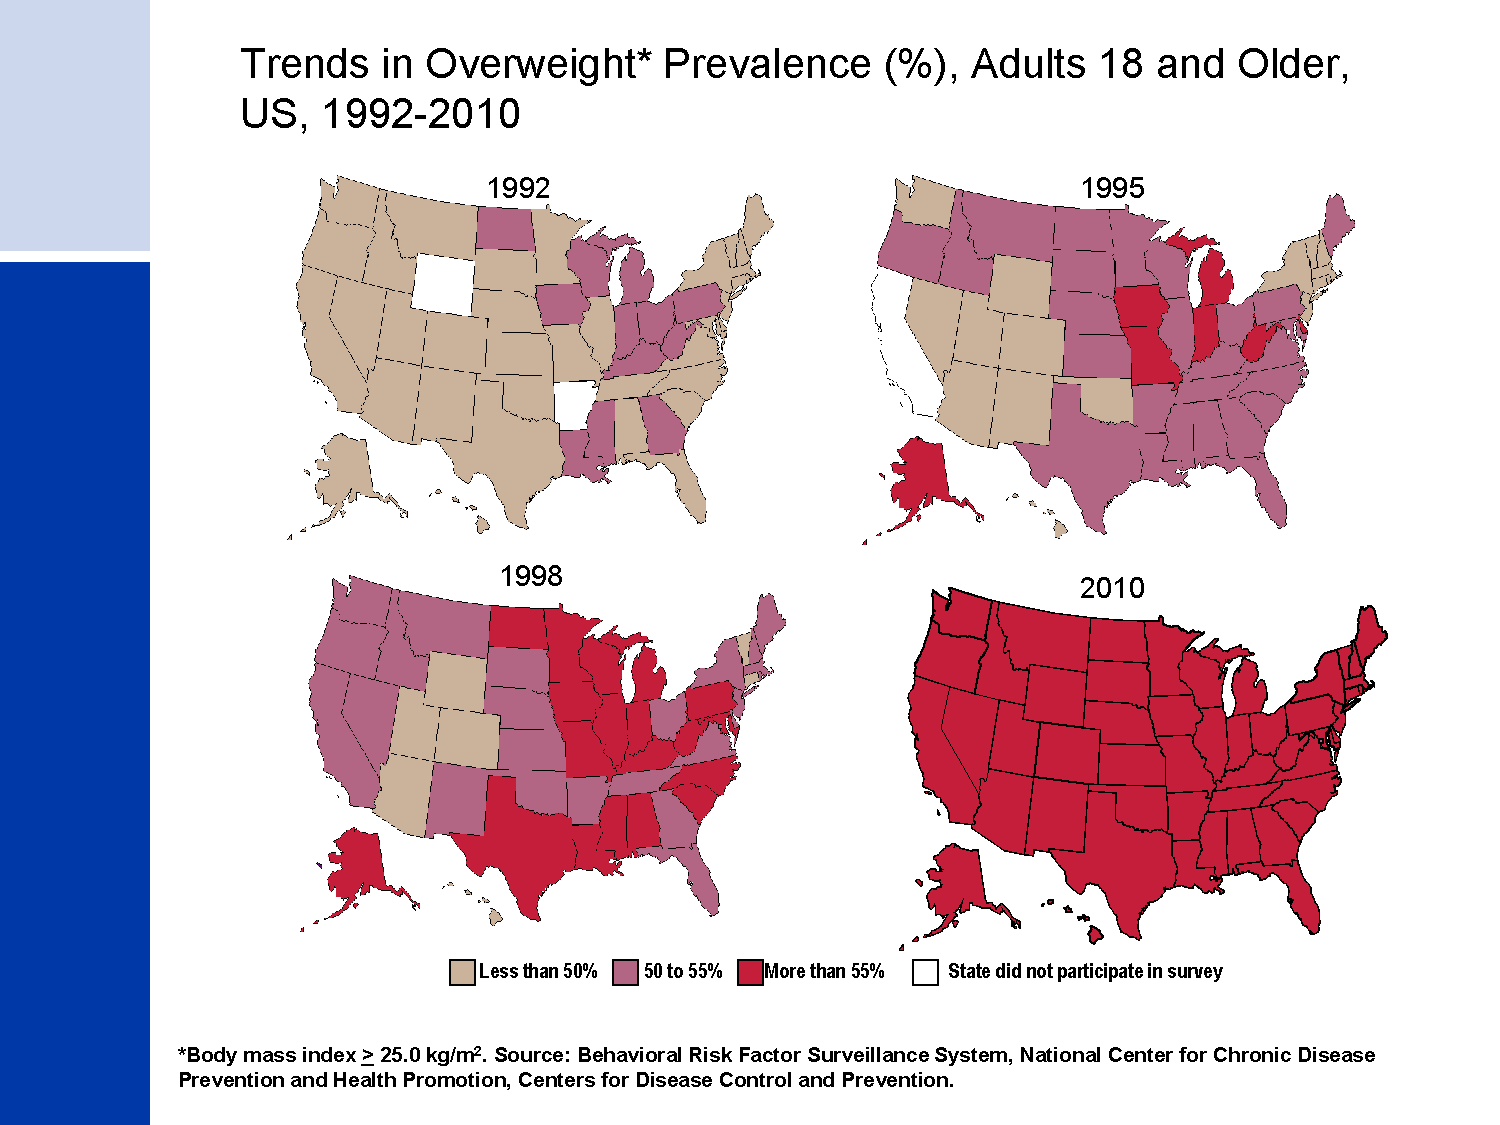 Trends in Overweight* Prevalence (%), Adults 18 and Older,
US, 1992-2010
1992
1995
1998
2010
Less than 50%
50 to 55%
More than 55%
State did not participate in survey
*Body mass index ≥ 25.0 kg/m². Source: Behavioral Risk Factor Surveillance System, National Center for Chronic Disease
Prevention and Health Promotion, Centers for Disease Control and Prevention.